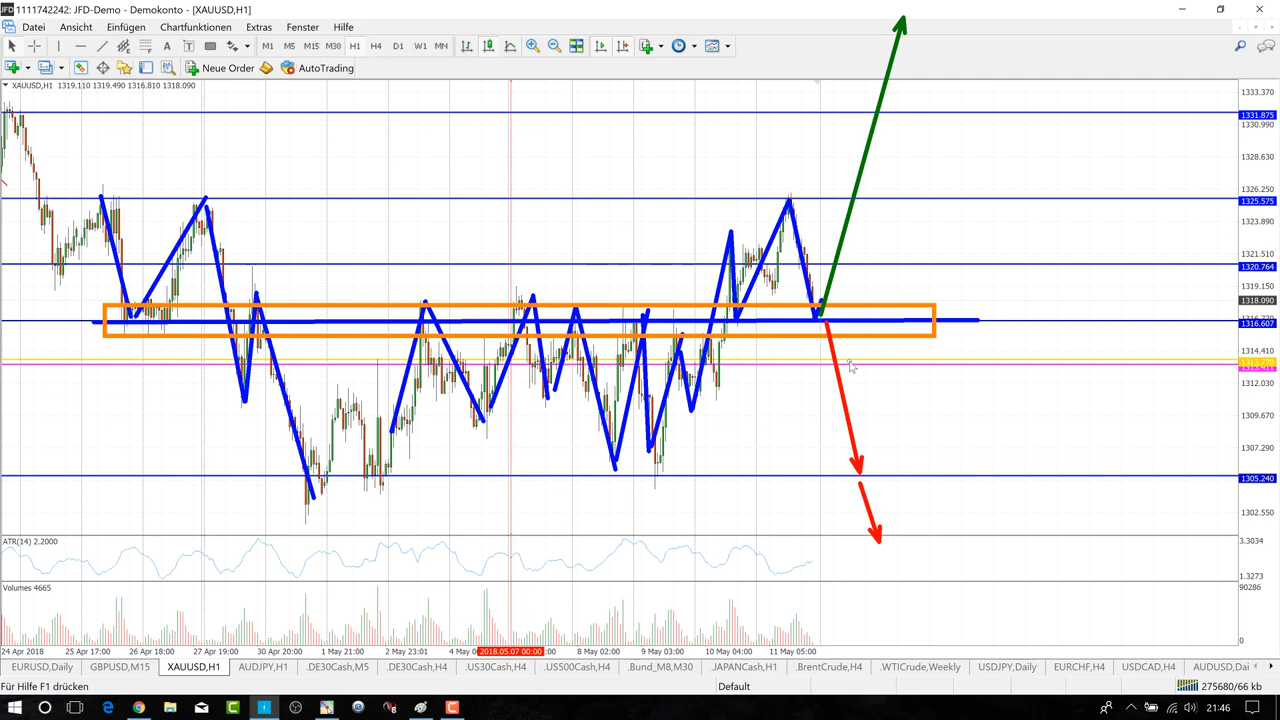 1111742242: JFD-Demo - Demokonto - [XAUUSD,H1]
Datei Ansicht Einfügen Chartfunktionen Extras Fenster Hilfe
A T M1 M5 M15 M30 H1 H4 D1 W1 MN
Neue Order AutoTrading
XAUUSD,H1 1319.110 1319.490 1316.810 1318.090
1333.370
1331.875
1330.990
1328.630
1326.250
1325.575
1323.890
1321.510
1320.764
1318.090
1316.607
1314.410
1312.030
1309.670
1307.290
1305.240
1302.550
ATR(14) 2.2000
3.3034
1.3273
Volumes 4665
90286
0
24 Apr 2018 25 Apr 17:00 26 Apr 18:00 27 Apr 19:00 30 Apr 20:00 1 May 21:00 2 May 23:01 4 May 2018.05.07 00:00 8 May 02:00 9 May 03:00 10 May 04:00 11 May 05:00
EURUSD,Daily GBPUSD,M15 XAUUSD,H1 AUDJPY,H1 .DE30Cash,M5 .DE30Cash,H4 .US30Cash,H4 .US500Cash,H4 .Bund_M8,M30 .JAPANCash,H1 .BrentCrude,H4 .WTICrude,Weekly USDJPY,Daily EURCHF,H4 USDCAD,H4 AUDUSD,Dai
Für Hilfe F1 drücken Default 275680/66 kb
21:46